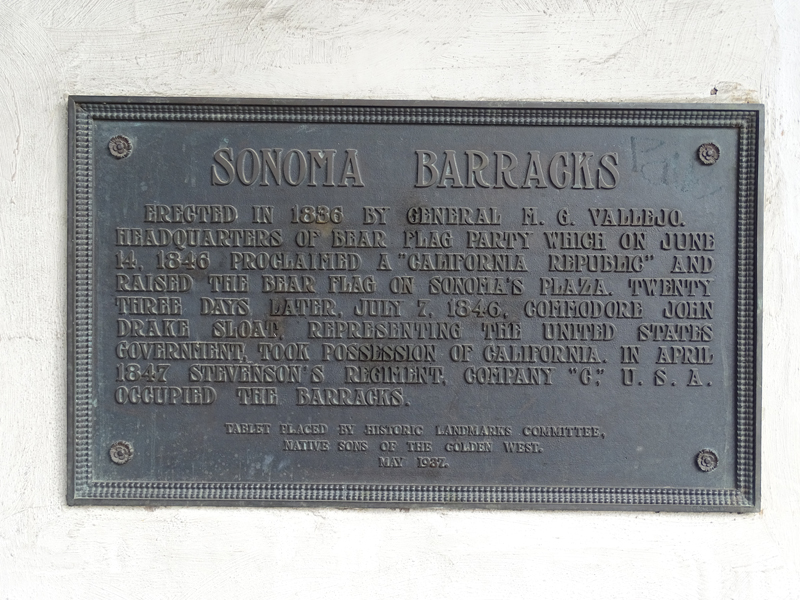 SONOMA BARRACKS
ERECTED IN 1836 BY GENERAL M. G. VALLEJO.
HEADQUARTERS OF BEAR FLAG PARTY WHICH ON JUNE
14, 1846 PROCLAIMED A "CALIFORNIA REPUBLIC" AND
RAISED THE BEAR FLAG ON SONOMA'S PLAZA. TWENTY
THREE DAYS LATER, JULY 7, 1846, COMMODORE JOHN
DRAKE SLOAT, REPRESENTING THE UNITED STATES
GOVERNMENT, TOOK POSSESSION OF CALIFORNIA. IN APRIL
1847 STEVENSON'S REGIMENT, COMPANY "C," U. S. A.
OCCUPIED THE BARRACKS.
TABLET PLACED BY HISTORIC LANDMARKS COMMITTEE,
NATIVE SONS OF THE GOLDEN WEST.
MAY 1937.